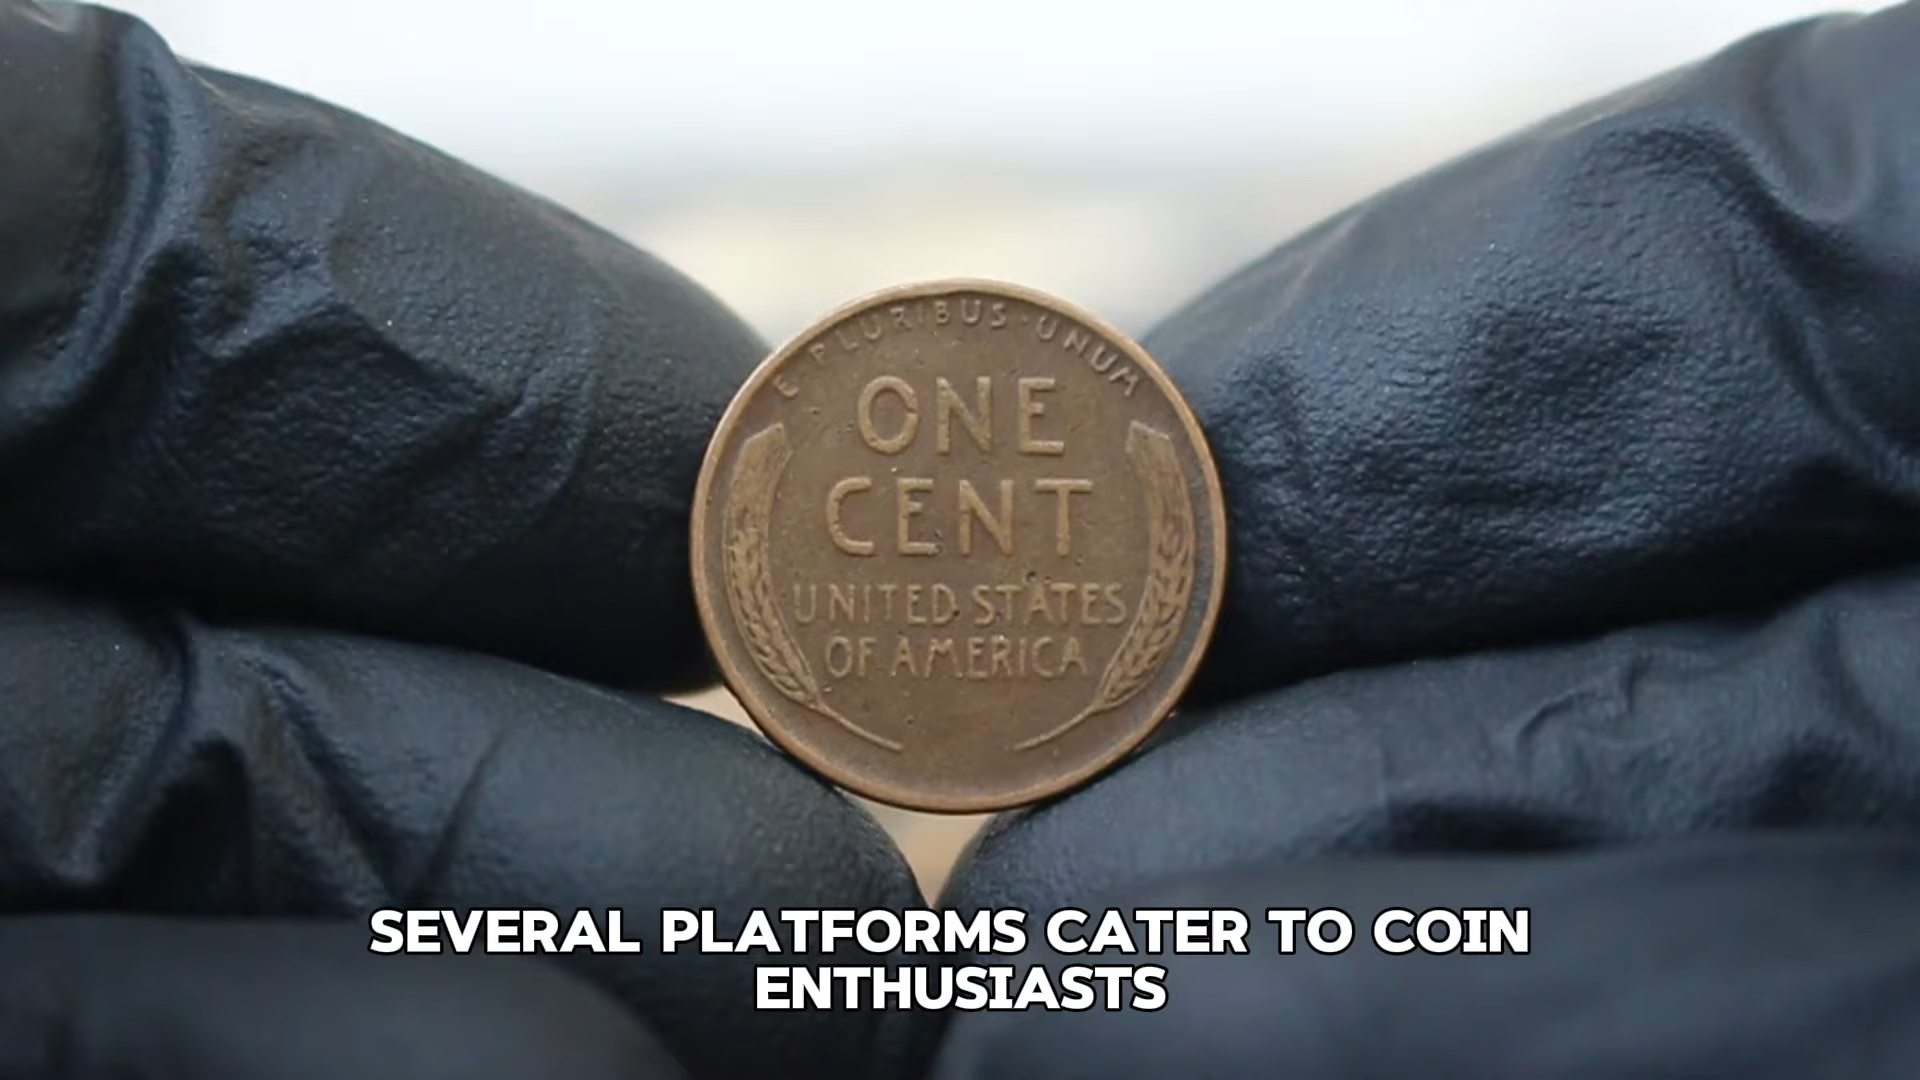 E PLURIBUS · UNUM
ONE
CENT
UNITED STATES
OF AMERICA
SEVERAL PLATFORMS CATER TO COIN
ENTHUSIASTS